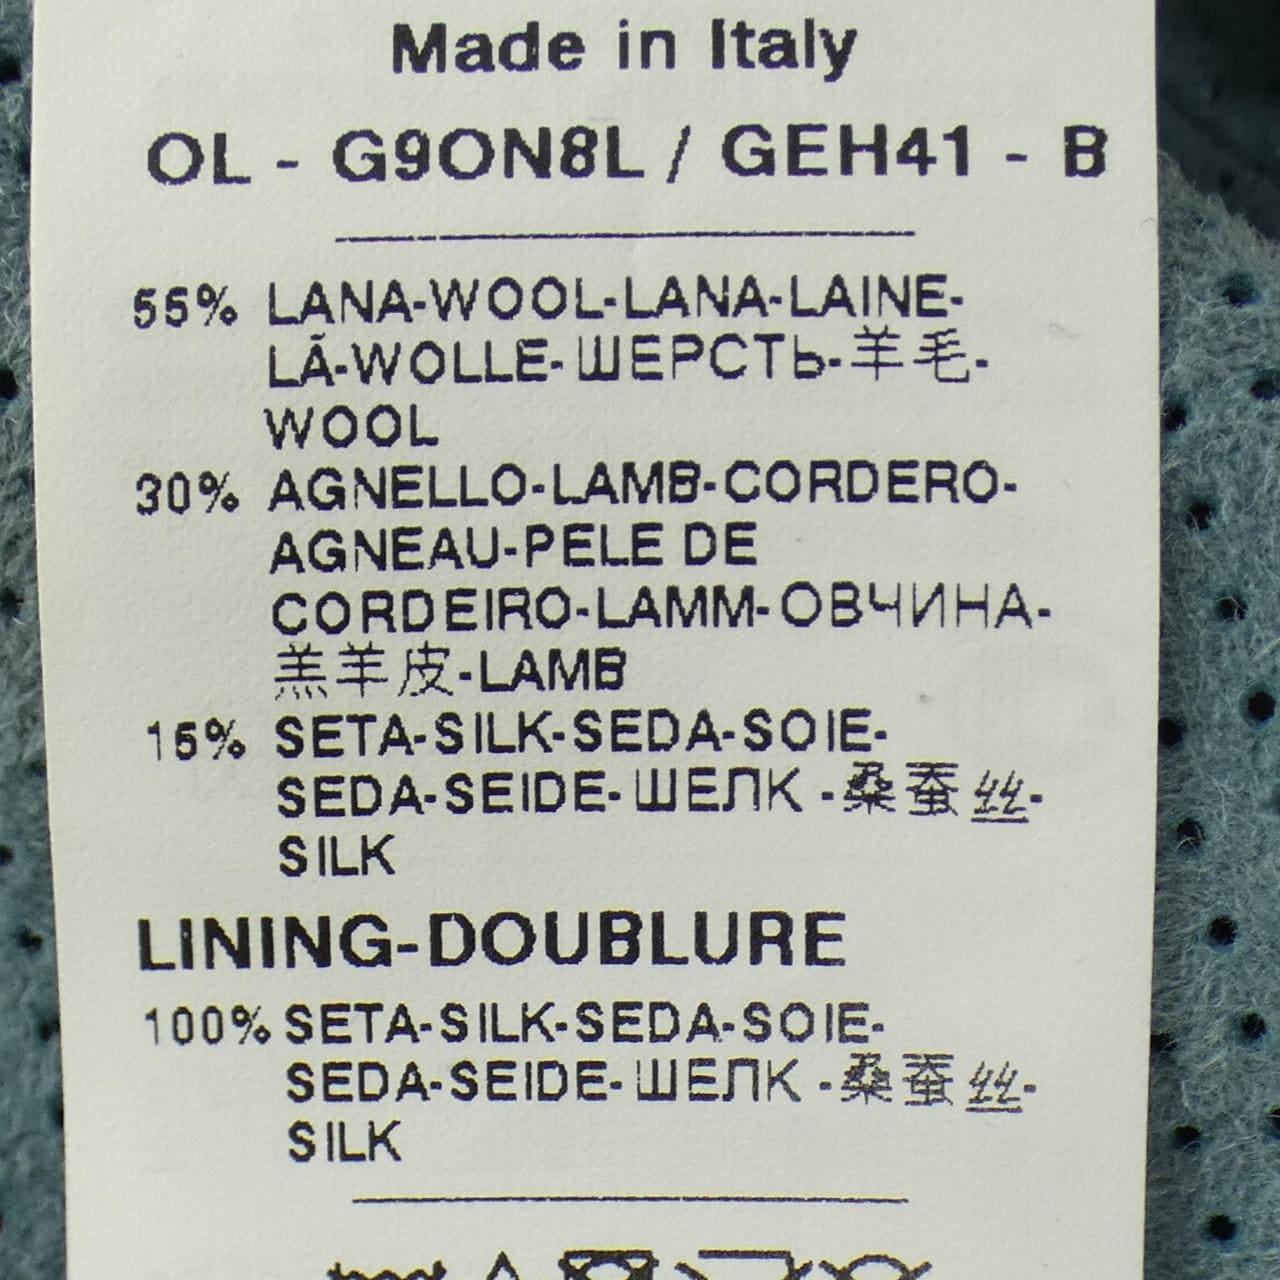 Made in Italy
OL - G9ON8L / GEH41 - B
55% LANA-WOOL-LANA-LAINE-
LÃ-WOLLE-ШЕРСТЬ-羊毛-
WOOL
30% AGNELLO-LAMB-CORDERO-
AGNEAU-PELE DE
CORDEIRO-LAMM-ОВЧИНА-
羔羊皮-LAMB
15% SETA-SILK-SEDA-SOIE-
SEDA-SEIDE-ШЕЛК -桑蚕丝-
SILK
LINING-DOUBLURE
100% SETA-SILK-SEDA-SOIE-
SEDA-SEIDE-ШЕЛК -桑蚕丝-
SILK